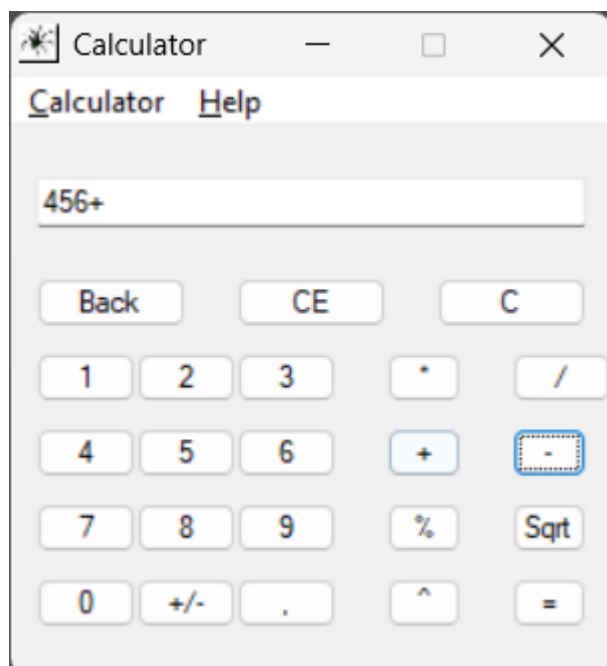 Calculator
Calculator Help
456+
Back CE C
1 2 3 * /
4 5 6 + -
7 8 9 % Sqrt
0 +/- , ^ =